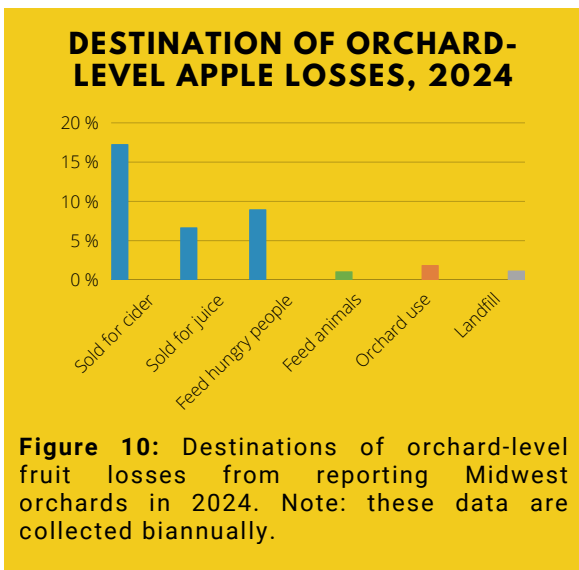 DESTINATION OF ORCHARD-
LEVEL APPLE LOSSES, 2024
20 %
15 %
10 %
5 %
0 %
Sold for cider
Sold for juice
Feed hungry people
Feed animals
Orchard use
Landfill
Figure 10: Destinations of orchard-level
fruit losses from reporting Midwest
orchards in 2024. Note: these data are
collected biannually.